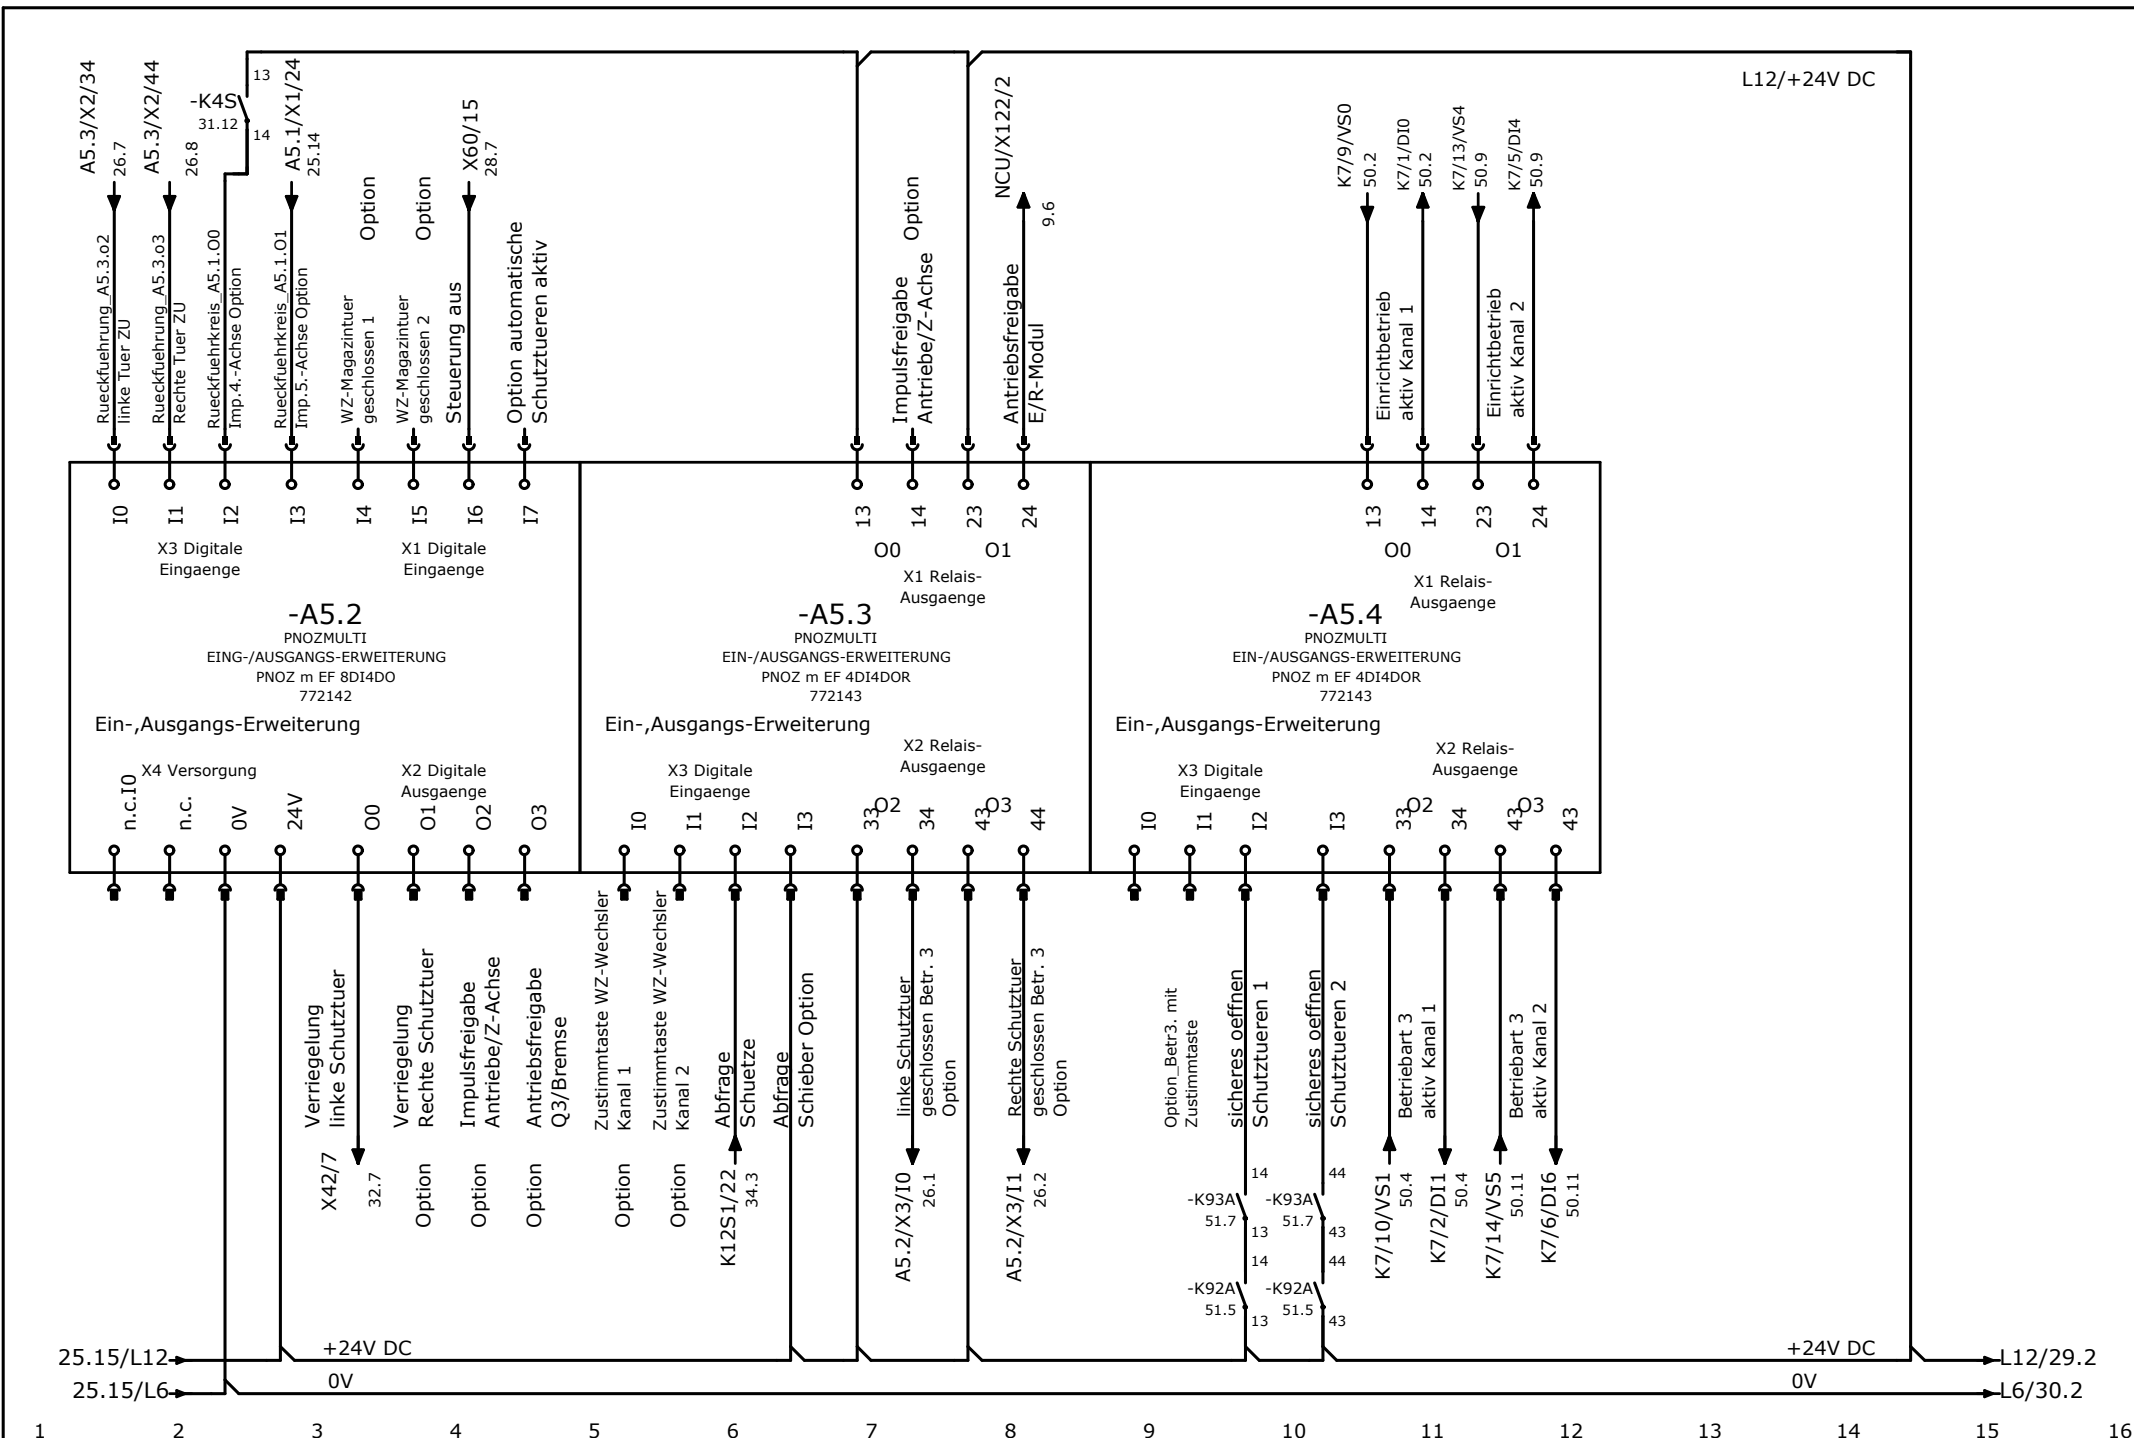 L12/+24V DC
A5.3/X2/34
26.7
A5.3/X2/44
26.8
-K4S
31.12
13
14
A5.1/X1/24
25.14
X60/15
28.7
NCU/X122/2
9.6
K7/9/VS0
50.2
K7/1/DI0
50.2
K7/13/VS4
50.9
K7/5/DI4
50.9
Rueckfuehrung_A5.3.o2
linke Tuer ZU
Rueckfuehrung_A5.3.o3
Rechte Tuer ZU
Rueckfuehrkreis_A5.1.O0
Imp.4.-Achse Option
Rueckfuehrkreis_A5.1.O1
Imp.5.-Achse Option
WZ-Magazintuer
geschlossen 1
Option
WZ-Magazintuer
geschlossen 2
Option
Steuerung aus
Option automatische
Schutztueren aktiv
Impulsfreigabe
Antriebe/Z-Achse
Option
Antriebsfreigabe
E/R-Modul
Einrichtbetrieb
aktiv Kanal 1
Einrichtbetrieb
aktiv Kanal 2
I0
I1
I2
I3
I4
I5
I6
I7
X3 Digitale
Eingaenge
X1 Digitale
Eingaenge
-A5.2
PNOZMULTI
EING-/AUSGANGS-ERWEITERUNG
PNOZ m EF 8DI4DO
772142
Ein-,Ausgangs-Erweiterung
X4 Versorgung
X2 Digitale
Ausgaenge
n.c.I0
n.c.
0V
24V
O0
O1
O2
O3
13
14
23
24
O0
O1
X1 Relais-
Ausgaenge
-A5.3
PNOZMULTI
EIN-/AUSGANGS-ERWEITERUNG
PNOZ m EF 4DI4DOR
772143
Ein-,Ausgangs-Erweiterung
X2 Relais-
Ausgaenge
X3 Digitale
Eingaenge
I0
I1
I2
I3
33
O2
34
43
O3
44
13
14
23
24
O0
O1
X1 Relais-
Ausgaenge
-A5.4
PNOZMULTI
EIN-/AUSGANGS-ERWEITERUNG
PNOZ m EF 4DI4DOR
772143
Ein-,Ausgangs-Erweiterung
X2 Relais-
Ausgaenge
X3 Digitale
Eingaenge
I0
I1
I2
I3
33
O2
34
43
O3
43
Verriegelung
linke Schutztuer
X42/7
32.7
Verriegelung
Rechte Schutztuer
Option
Impulsfreigabe
Antriebe/Z-Achse
Option
Antriebsfreigabe
Q3/Bremse
Option
Zustimmtaste WZ-Wechsler
Kanal 1
Option
Zustimmtaste WZ-Wechsler
Kanal 2
Option
Abfrage
Schuetze
K12S1/22
34.3
Abfrage
Schieber Option
linke Schutztuer
geschlossen Betr. 3
Option
A5.2/X3/I0
26.1
Rechte Schutztuer
geschlossen Betr. 3
Option
A5.2/X3/I1
26.2
Option_Betr3. mit
Zustimmtaste
sicheres oeffnen
Schutztueren 1
sicheres oeffnen
Schutztueren 2
14
-K93A
51.7
13
44
-K93A
51.7
43
14
-K92A
51.5
13
44
-K92A
51.5
43
Betriebart 3
aktiv Kanal 1
Betriebart 3
aktiv Kanal 2
K7/10/VS1
50.4
K7/2/DI1
50.4
K7/14/VS5
50.11
K7/6/DI6
50.11
25.15/L12
+24V DC
+24V DC
L12/29.2
25.15/L6
0V
0V
L6/30.2
1 2 3 4 5 6 7 8 9 10 11 12 13 14 15 16